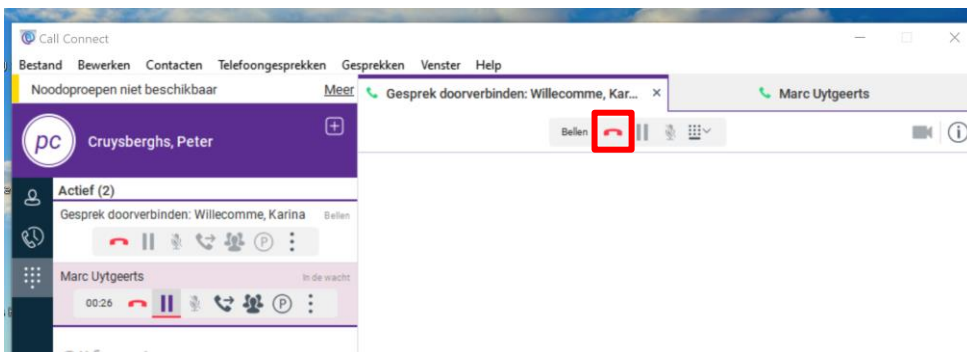 Call Connect
Bestand Bewerken Contacten Telefoongesprekken Gesprekken Venster Help
Noodoproepen niet beschikbaar Meer
Gesprek doorverbinden: Willecomme, Kar... ×
Marc Uytgeerts
pc Cruysberghs, Peter
Bellen
Actief (2)
Gesprek doorverbinden: Willecomme, Karina Bellen
P
Marc Uytgeerts In de wacht
00:26 P